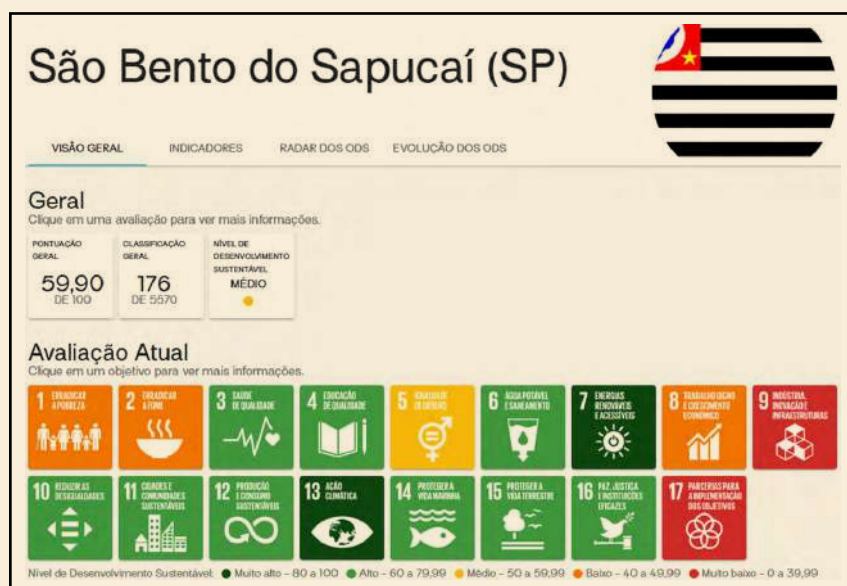 São Bento do Sapucaí (SP)
VISÃO GERAL INDICADORES RADAR DOS ODS EVOLUÇÃO DOS ODS
Geral
Clique em uma avaliação para ver mais informações.
PONTUAÇÃO GERAL
59,90
DE 100
CLASSIFICAÇÃO GERAL
176
DE 5570
NÍVEL DE DESENVOLVIMENTO SUSTENTÁVEL
MÉDIO
Avaliação Atual
Clique em um objetivo para ver mais informações.
1 ERRADICAR A POBREZA
2 ERRADICAR A FOME
3 SAÚDE DE QUALIDADE
4 EDUCAÇÃO DE QUALIDADE
5 IGUALDADE DE GÉNERO
6 ÁGUA POTÁVEL E SANEAMENTO
7 ENERGIAS RENOVÁVEIS E ACESSÍVEIS
8 TRABALHO DIGNO E CRESCIMENTO ECONÓMICO
9 INDÚSTRIA, INOVAÇÃO E INFRAESTRUTURAS
10 REDUZIR AS DESIGUALDADES
11 CIDADES E COMUNIDADES SUSTENTÁVEIS
12 PRODUÇÃO E CONSUMO SUSTENTÁVEIS
13 AÇÃO CLIMÁTICA
14 PROTEGER A VIDA MARINHA
15 PROTEGER A VIDA TERRESTRE
16 PAZ, JUSTIÇA E INSTITUIÇÕES EFICAZES
17 PARCERIAS PARA A IMPLEMENTAÇÃO DOS OBJETIVOS
Nível de Desenvolvimento Sustentável: Muito alto – 80 a 100 Alto – 60 a 79,99 Médio – 50 a 59,99 Baixo – 40 a 49,99 Muito baixo – 0 a 39,99